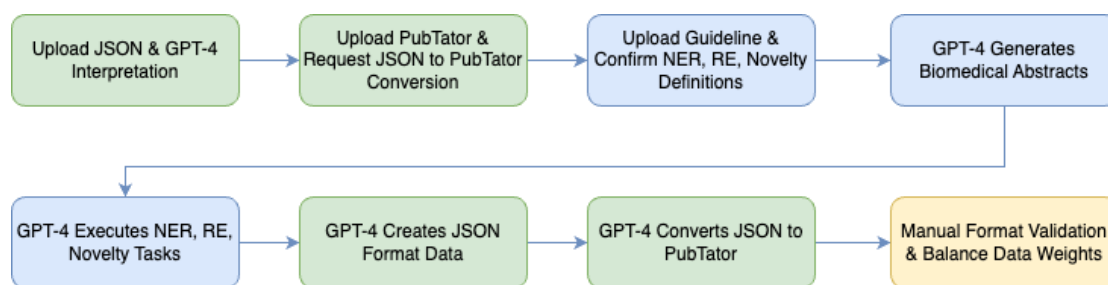 Upload JSON & GPT-4
Interpretation
Upload PubTator &
Request JSON to PubTator
Conversion
Upload Guideline &
Confirm NER, RE, Novelty
Definitions
GPT-4 Generates
Biomedical Abstracts
GPT-4 Executes NER, RE,
Novelty Tasks
GPT-4 Creates JSON
Format Data
GPT-4 Converts JSON to
PubTator
Manual Format Validation
& Balance Data Weights